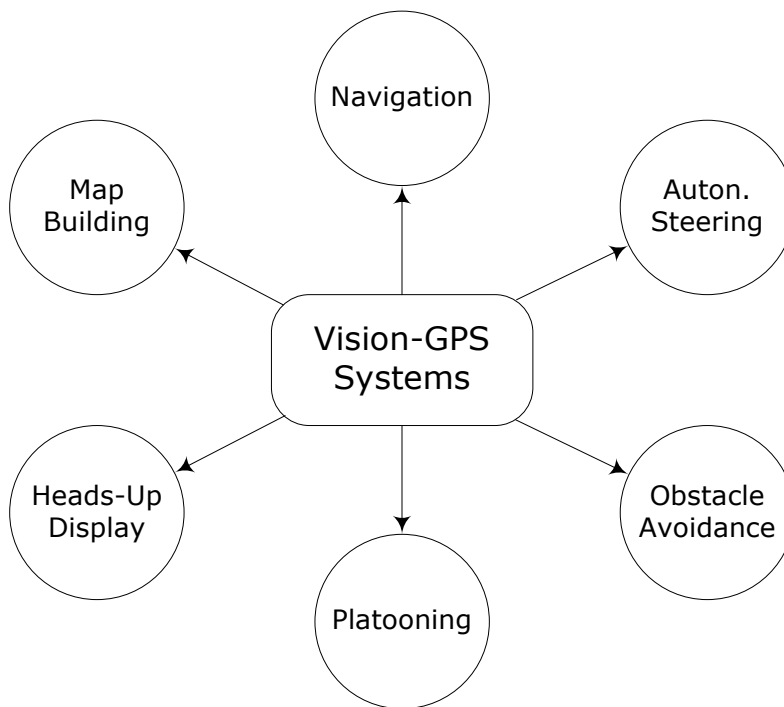 Navigation
Map
Building
Auton.
Steering
Vision-GPS
Systems
Heads-Up
Display
Obstacle
Avoidance
Platooning